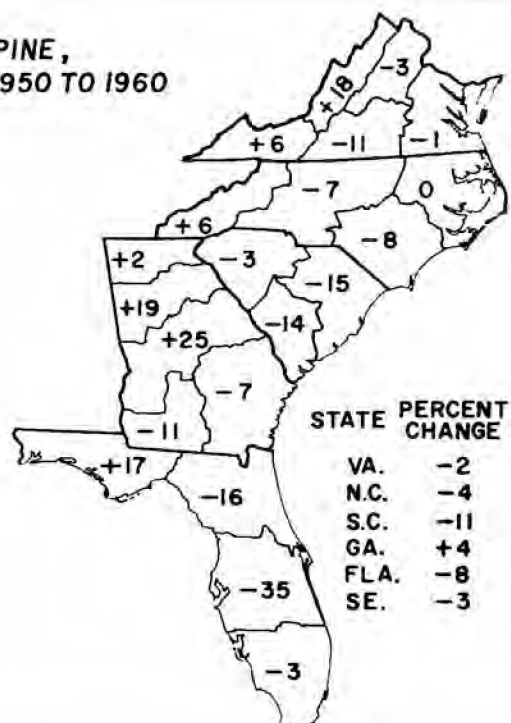 PINE,
950 TO 1960
-3
+18
+6
-11
-1
-7
0
+6
-8
+2
-3
-15
+19
-14
+25
-7
-11
+17
-16
-35
-3
STATE PERCENT CHANGE
VA. -2
N.C. -4
S.C. -11
GA. +4
FLA. -8
SE. -3